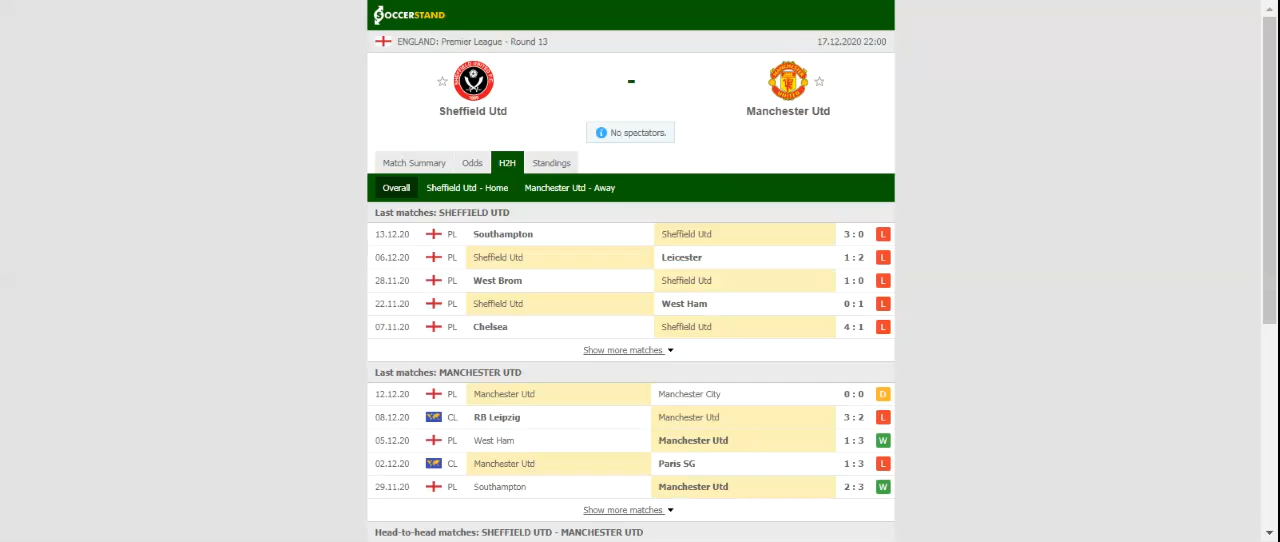 SOCCERSTAND
ENGLAND: Premier League - Round 13 17.12.2020 22:00
-
Sheffield Utd Manchester Utd
No spectators.
Match Summary Odds H2H Standings
Overall Sheffield Utd - Home Manchester Utd - Away
Last matches: SHEFFIELD UTD
13.12.20 PL Southampton Sheffield Utd 3 : 0 L
06.12.20 PL Sheffield Utd Leicester 1 : 2 L
28.11.20 PL West Brom Sheffield Utd 1 : 0 L
22.11.20 PL Sheffield Utd West Ham 0 : 1 L
07.11.20 PL Chelsea Sheffield Utd 4 : 1 L
Show more matches
Last matches: MANCHESTER UTD
12.12.20 PL Manchester Utd Manchester City 0 : 0 D
08.12.20 CL RB Leipzig Manchester Utd 3 : 2 L
05.12.20 PL West Ham Manchester Utd 1 : 3 W
02.12.20 CL Manchester Utd Paris SG 1 : 3 L
29.11.20 PL Southampton Manchester Utd 2 : 3 W
Show more matches
Head-to-head matches: SHEFFIELD UTD - MANCHESTER UTD